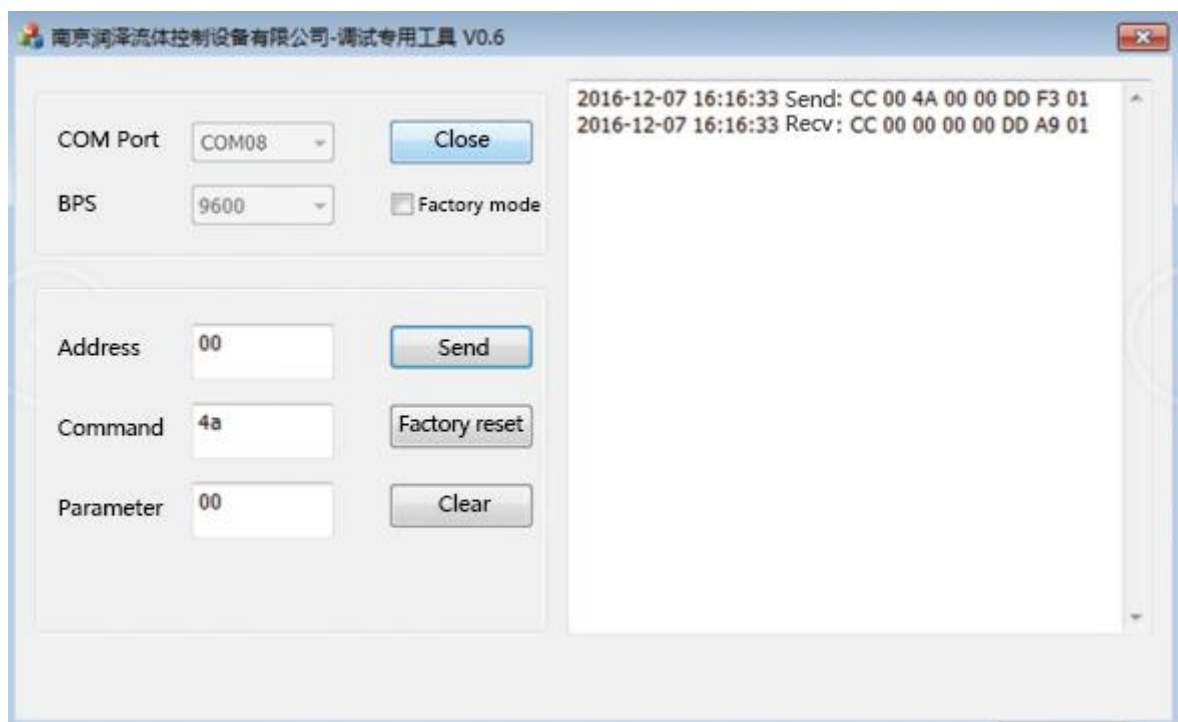 南京润泽流体控制设备有限公司-调试专用工具 V0.6
COM Port
COM08
Close
BPS
9600
Factory mode
Address
00
Send
Command
4a
Factory reset
Parameter
00
Clear
2016-12-07 16:16:33 Send: CC 00 4A 00 00 DD F3 01
2016-12-07 16:16:33 Recv: CC 00 00 00 00 DD A9 01